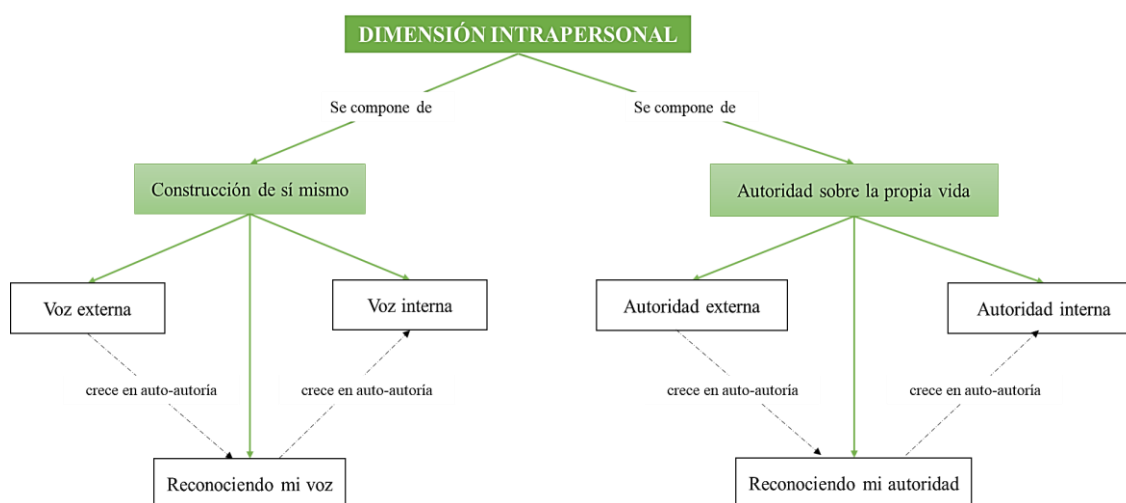 DIMENSIÓN INTRAPERSONAL
Se compone de
Se compone de
Construcción de sí mismo
Autoridad sobre la propia vida
Voz externa
Voz interna
Autoridad externa
Autoridad interna
crece en auto-autoría
crece en auto-autoría
crece en auto-autoría
crece en auto-autoría
Reconociendo mi voz
Reconociendo mi autoridad